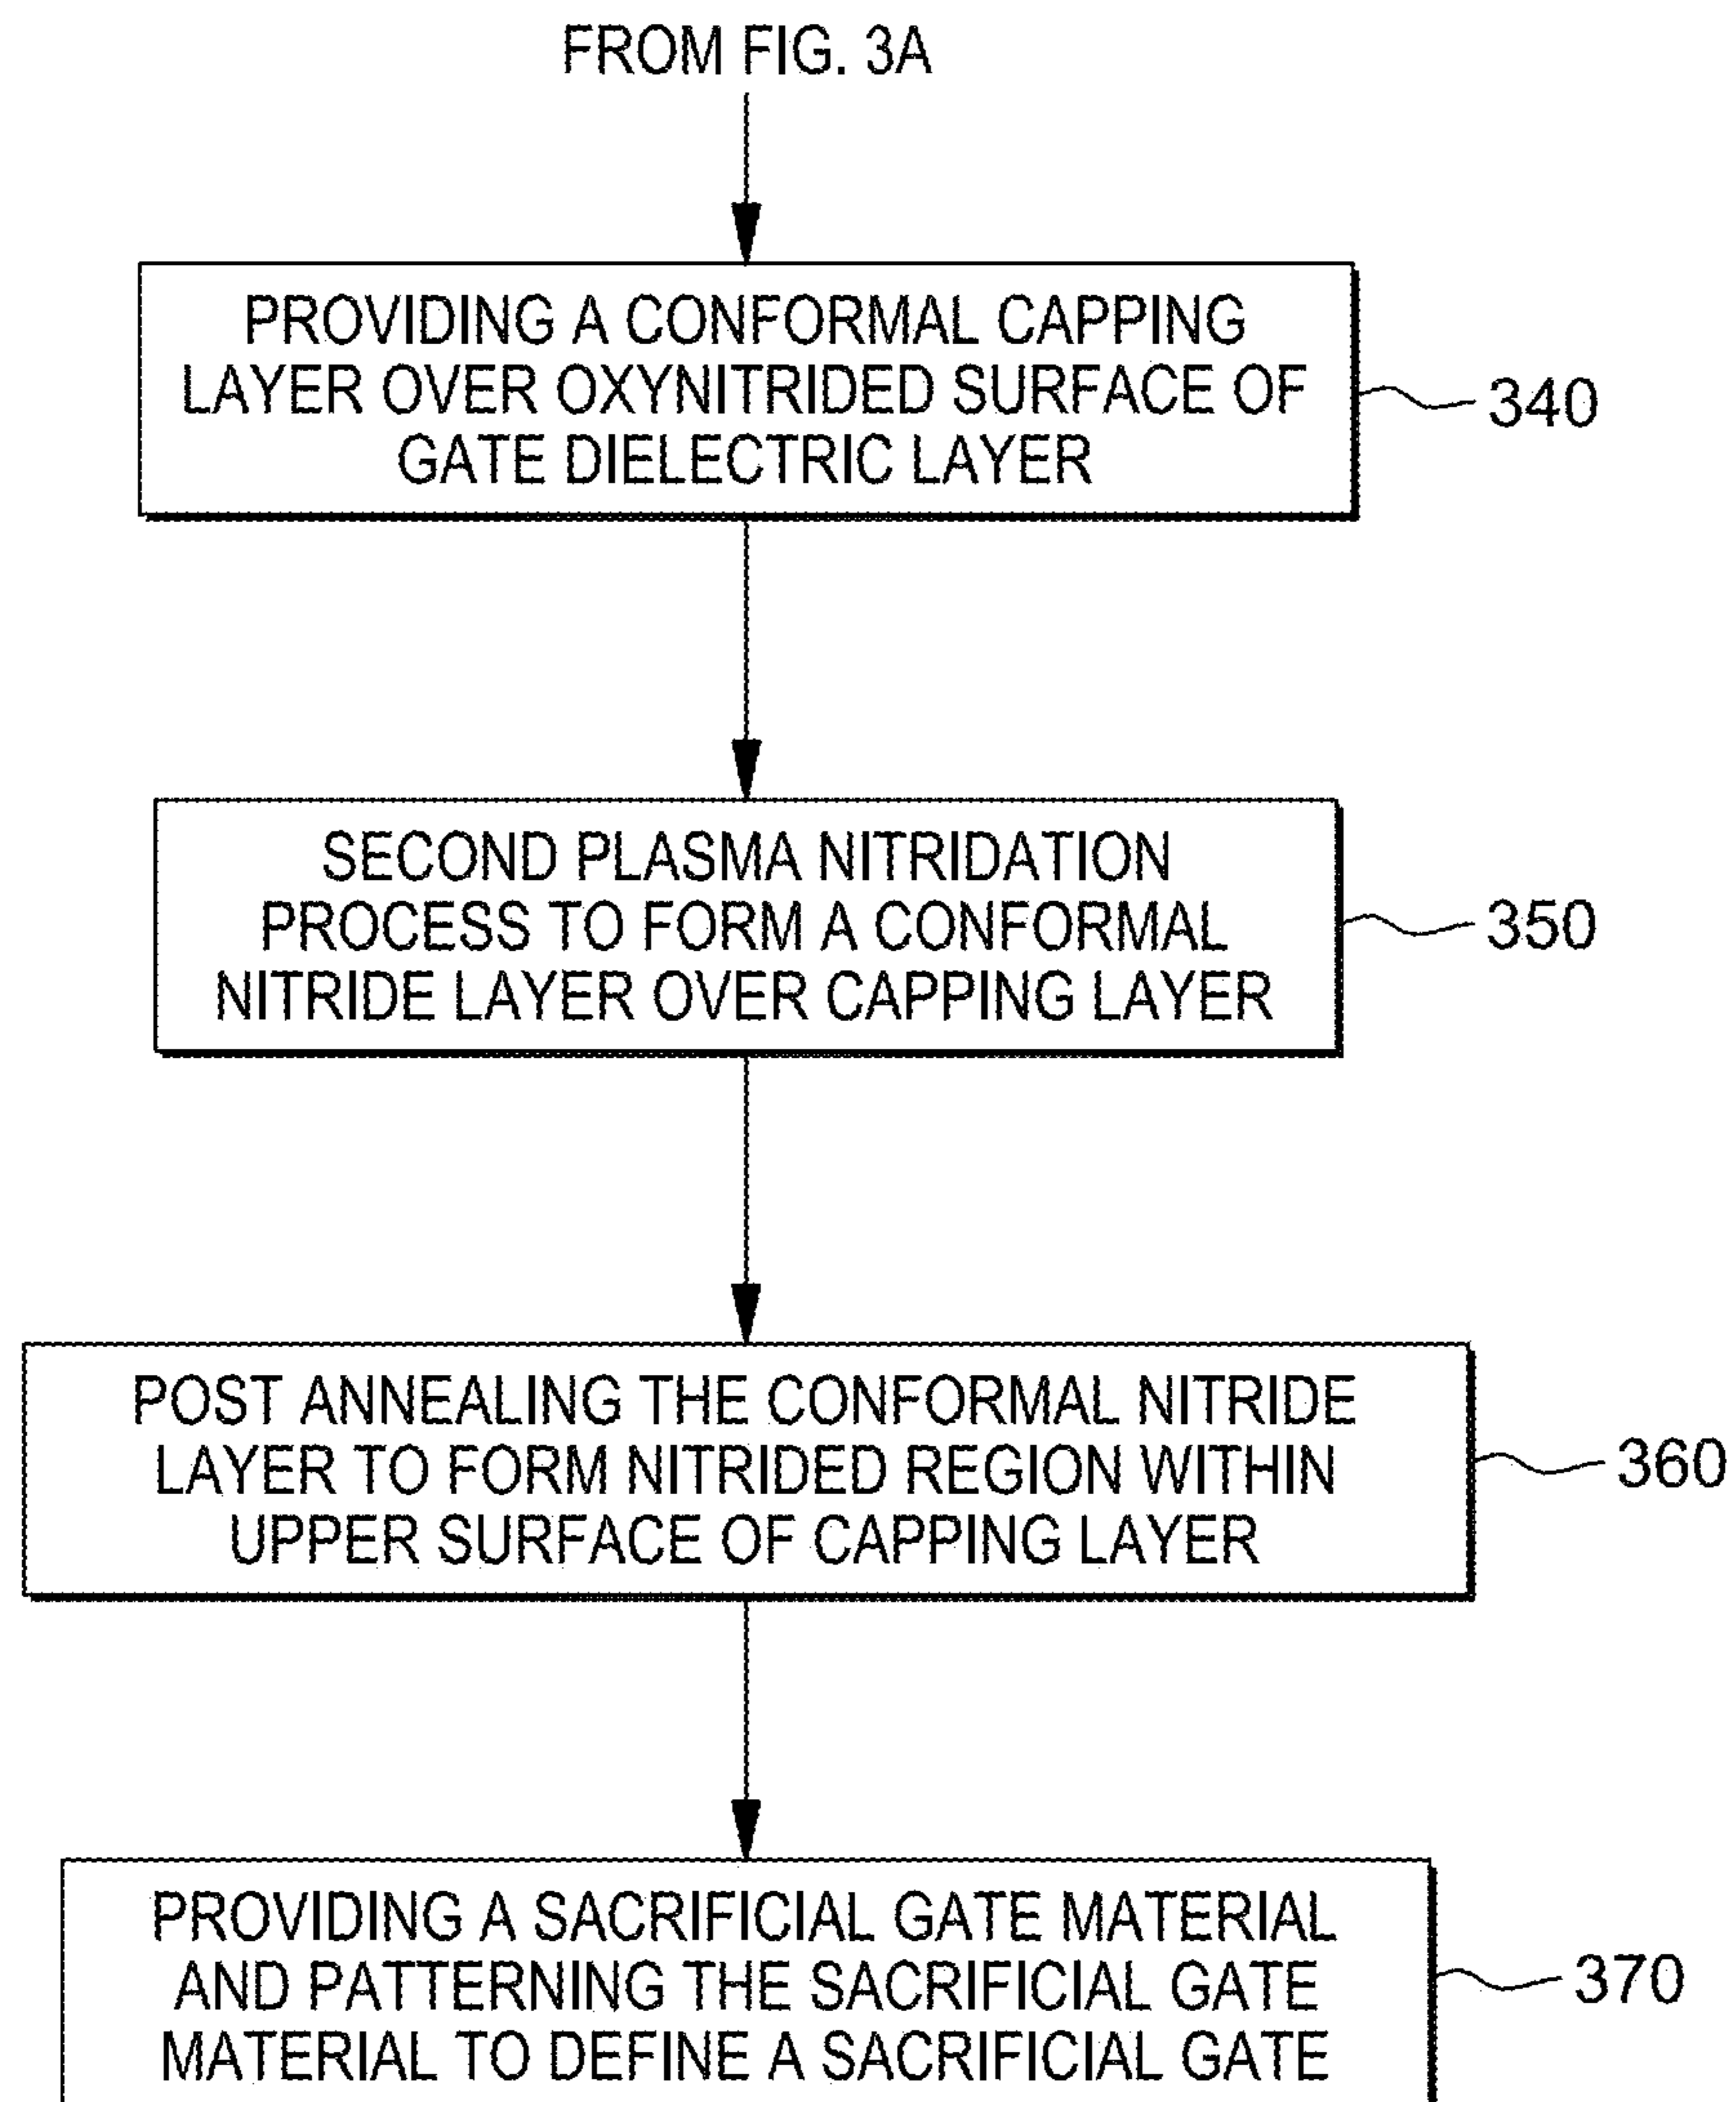 FROM FIG. 3A
PROVIDING A CONFORMAL CAPPING
LAYER OVER OXYNITRIDED SURFACE OF
GATE DIELECTRIC LAYER
340
SECOND PLASMA NITRIDATION
PROCESS TO FORM A CONFORMAL
NITRIDE LAYER OVER CAPPING LAYER
350
POST ANNEALING THE CONFORMAL NITRIDE
LAYER TO FORM NITRIDED REGION WITHIN
UPPER SURFACE OF CAPPING LAYER
360
PROVIDING A SACRIFICIAL GATE MATERIAL
AND PATTERNING THE SACRIFICIAL GATE
MATERIAL TO DEFINE A SACRIFICIAL GATE
370